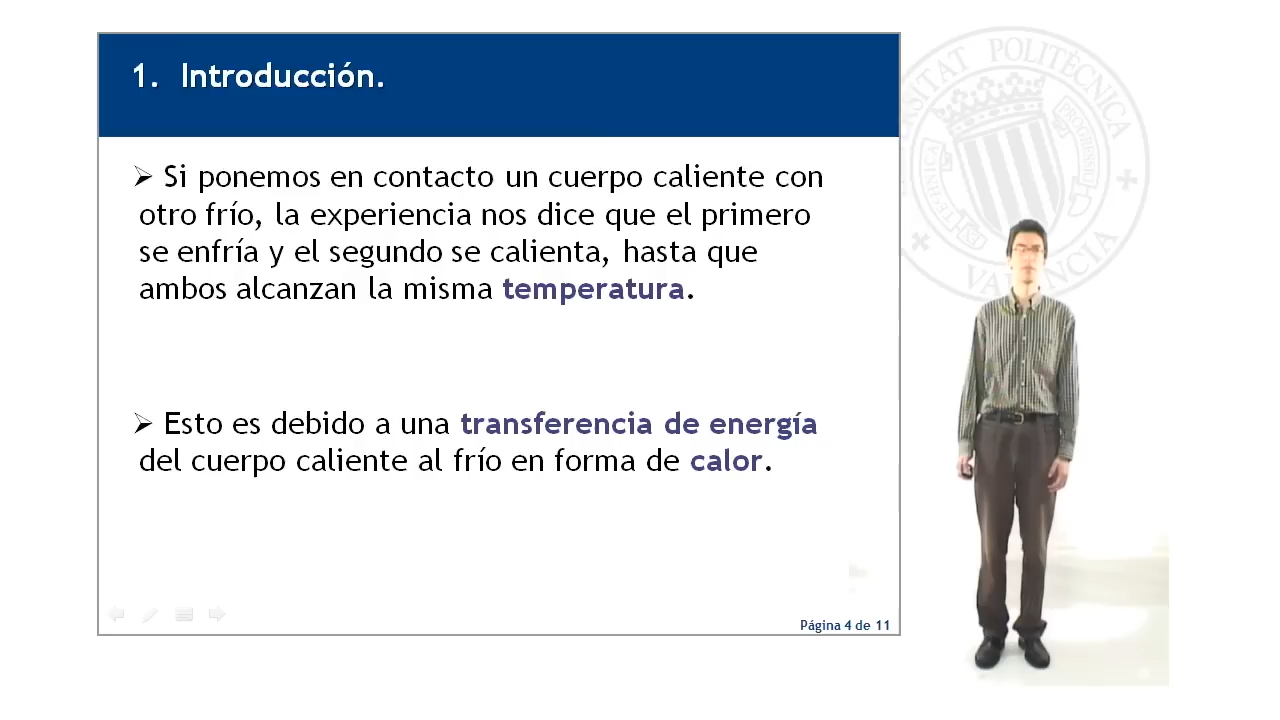 1. Introducción.
➢ Si ponemos en contacto un cuerpo caliente con
otro frío, la experiencia nos dice que el primero
se enfría y el segundo se calienta, hasta que
ambos alcanzan la misma temperatura.
➢ Esto es debido a una transferencia de energía
del cuerpo caliente al frío en forma de calor.
Página 4 de 11
POLITÈCNICA